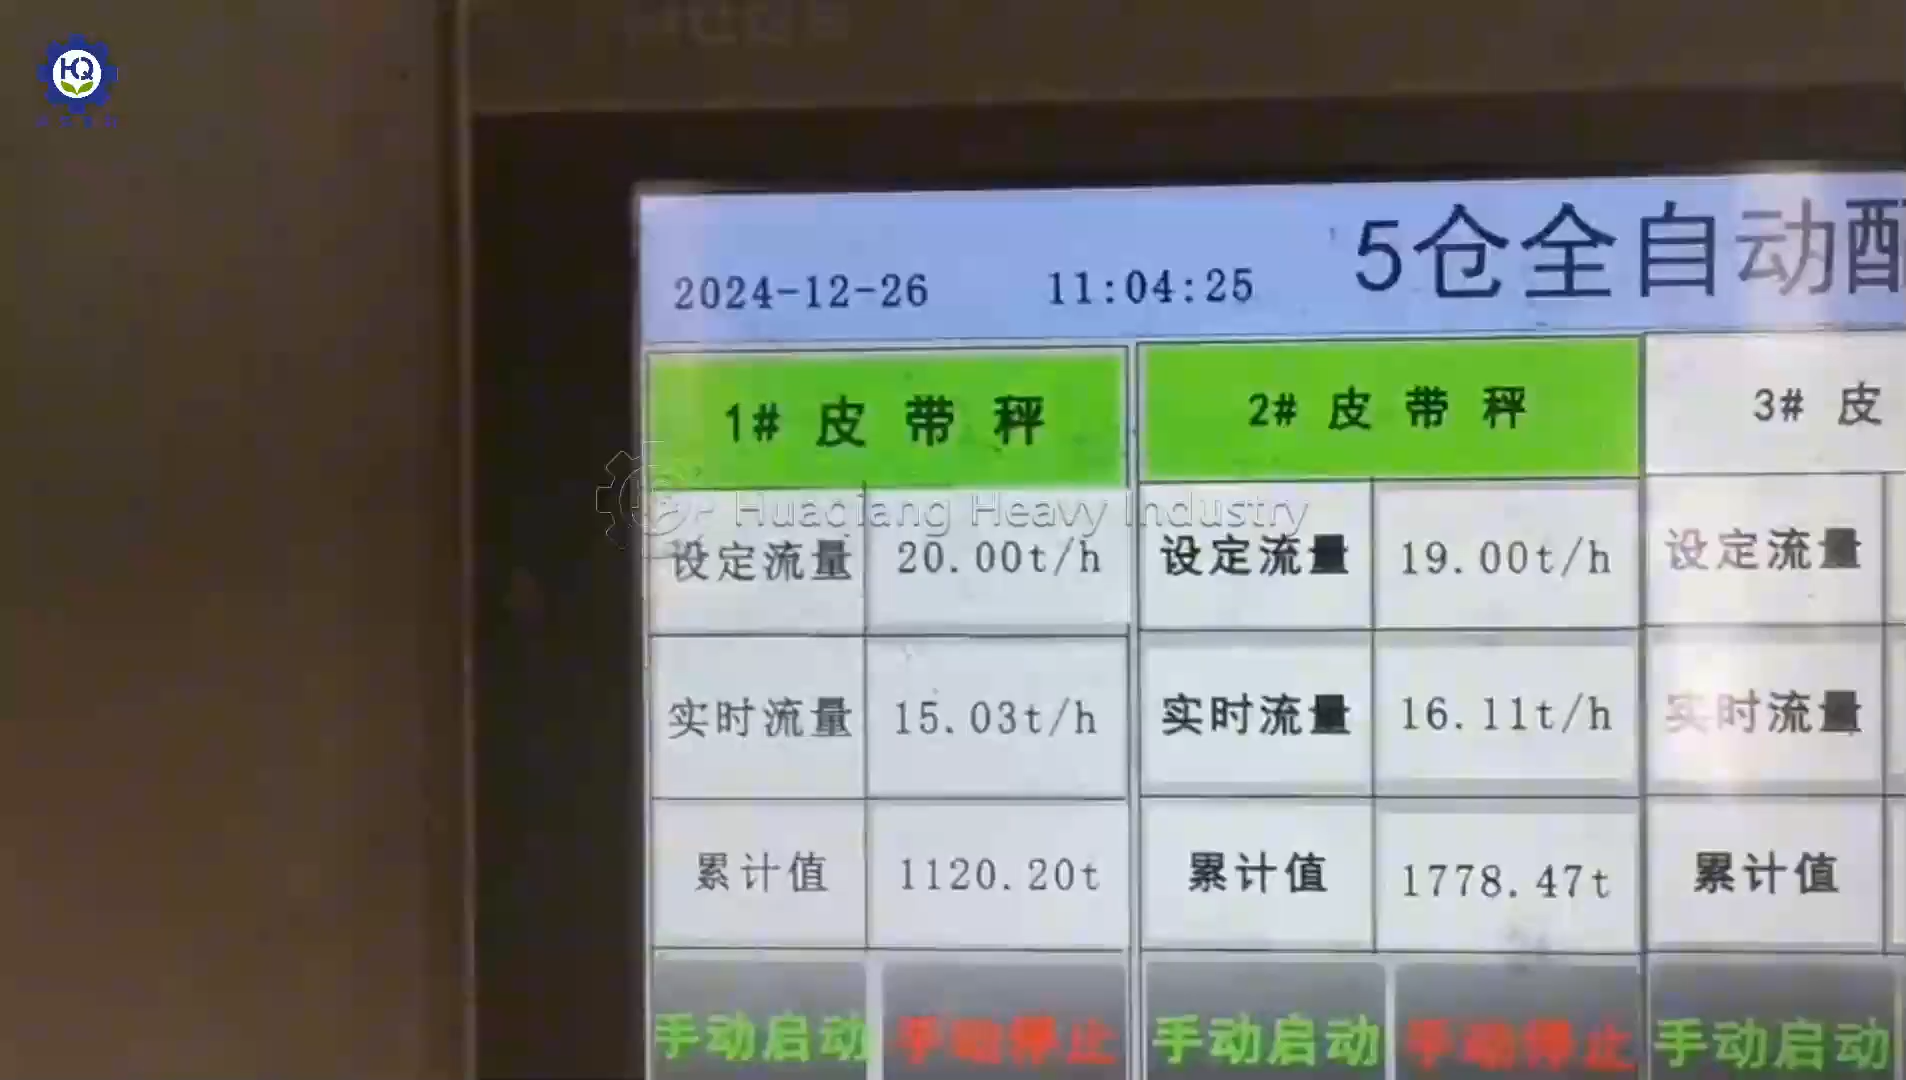 HQ
2024-12-26 11:04:25 5仓全自动配
1# 皮 带 秤 2# 皮 带 秤 3# 皮
Huaqiang Heavy Industry
设定流量 20.00t/h 设定流量 19.00t/h 设定流量
实时流量 15.03t/h 实时流量 16.11t/h 实时流量
累计值 1120.20t 累计值 1778.47t 累计值
手动启动 手动停止 手动启动 手动停止 手动启动